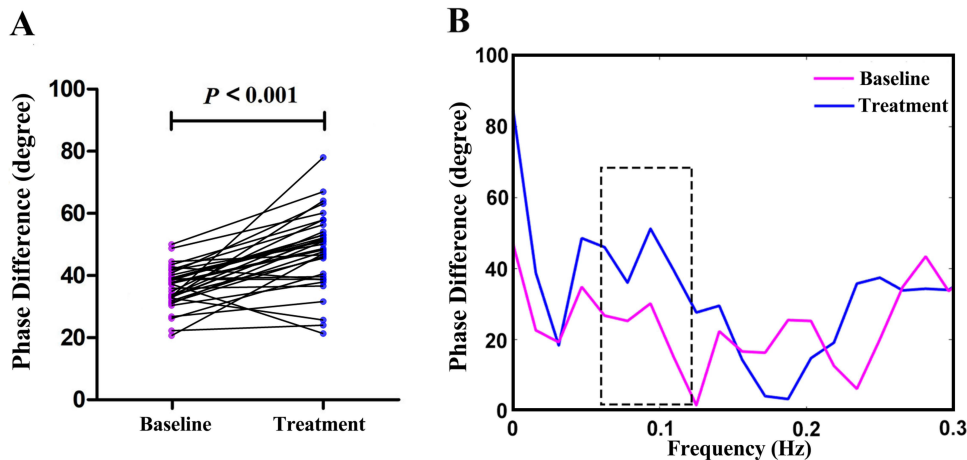 A
P < 0.001
100
80
60
40
20
0
Phase Difference (degree)
Baseline
Treatment
B
100
80
60
40
20
0
Phase Difference (degree)
Baseline
Treatment
0
0.1
0.2
0.3
Frequency (Hz)